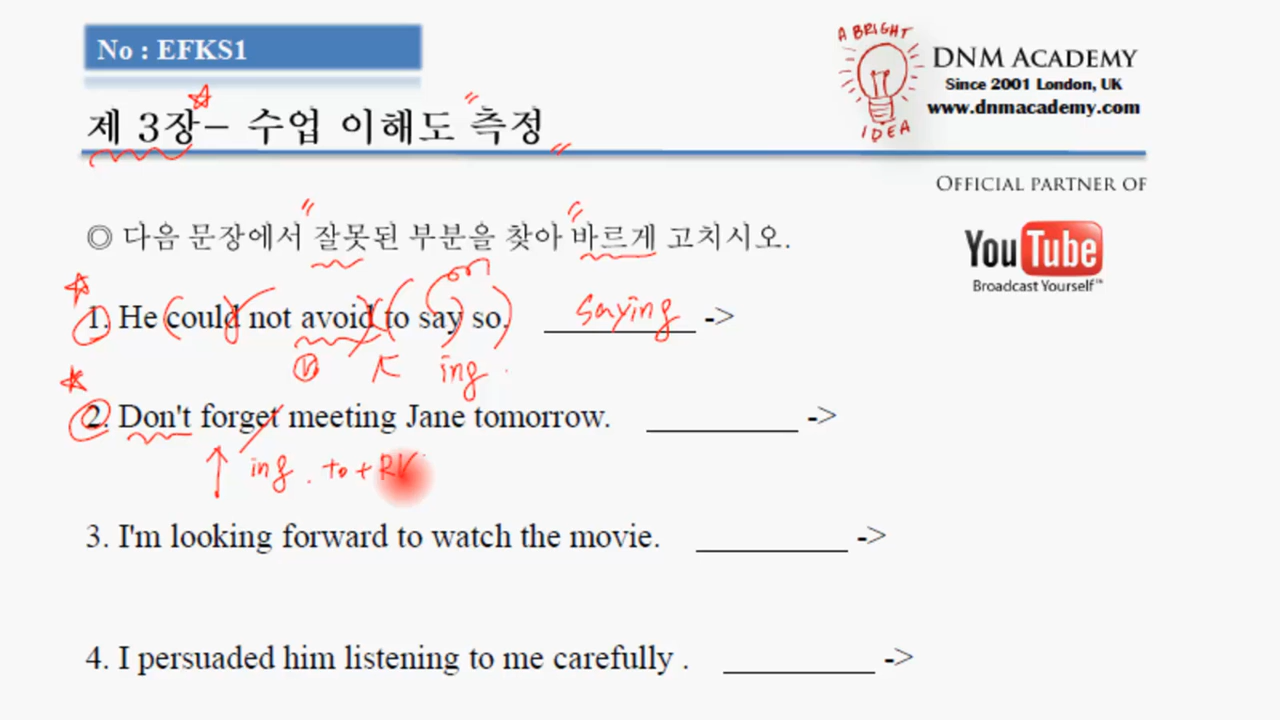 No : EFKS1
A BRIGHT
IDEA
DNM ACADEMY
Since 2001 London, UK
www.dnmacademy.com
제 3장 – 수업 이해도 측정
OFFICIAL PARTNER OF
YouTube
Broadcast Yourself™
◎ 다음 문장에서 잘못된 부분을 찾아 바르게 고치시오.
1. He could not avoid to say so. saying ->
ing
2. Don't forget meeting Jane tomorrow. ->
ing. to + RV
3. I'm looking forward to watch the movie. ->
4. I persuaded him listening to me carefully . ->